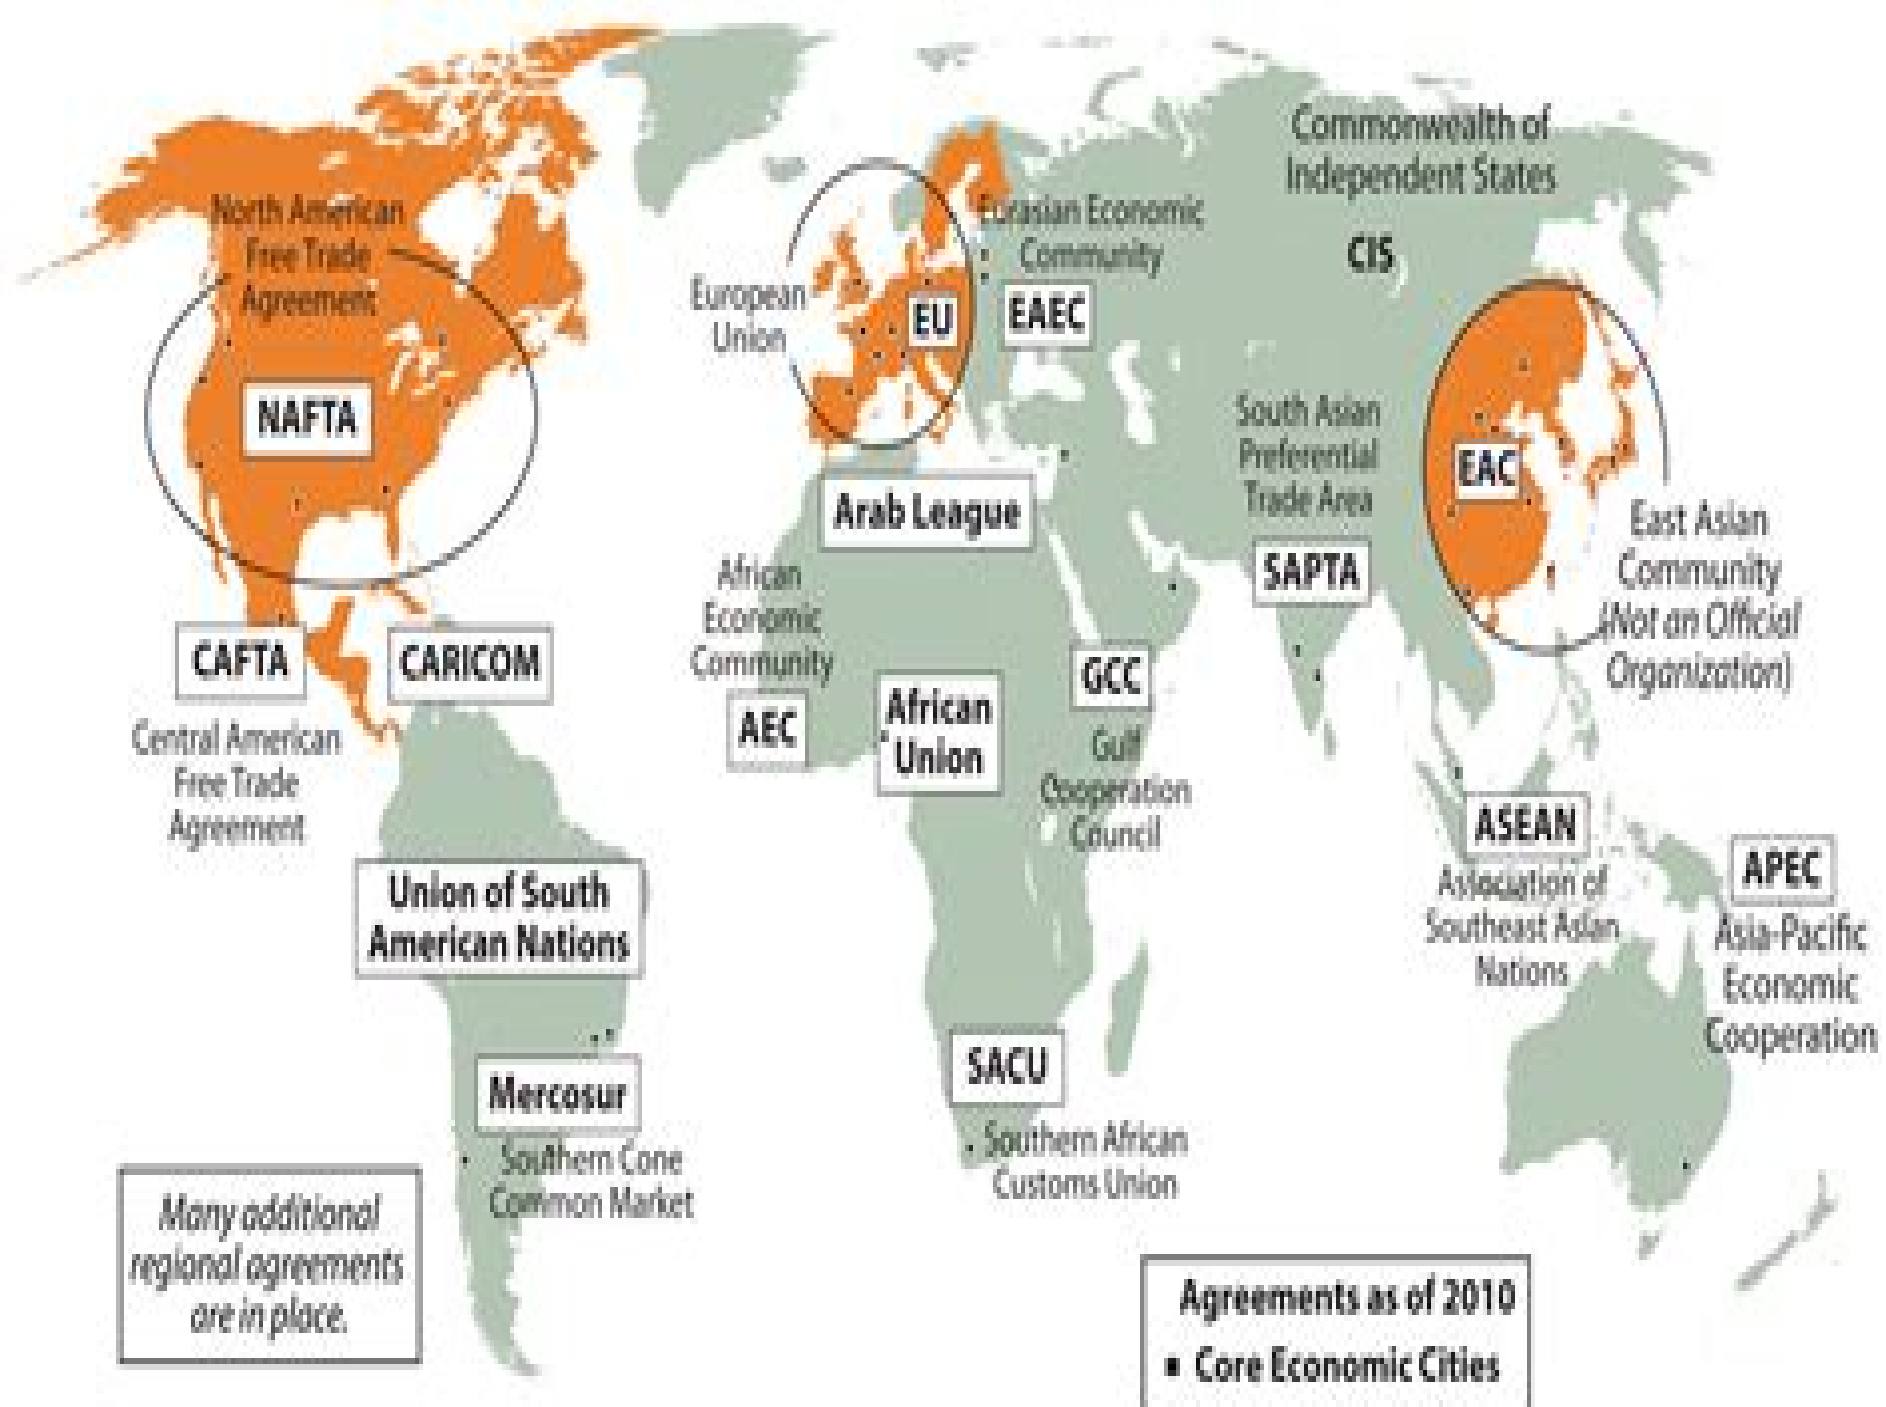 North American
Free Trade
Agreement
NAFTA
CAFTA
Central American
Free Trade
Agreement
CARICOM
Union of South
American Nations
Mercosur
Southern Cone
Common Market
Many additional
regional agreements
are in place.
European
Union
EU
Eurasian Economic
Community
EAEC
Commonwealth of
Independent States
CIS
Arab League
African
Economic
Community
AEC
African
Union
GCC
Gulf
Cooperation
Council
SACU
Southern African
Customs Union
South Asian
Preferential
Trade Area
SAPTA
EAC
East Asian
Community
(Not an Official
Organization)
ASEAN
Association of
Southeast Asian
Nations
APEC
Asia-Pacific
Economic
Cooperation
Agreements as of 2010
▪ Core Economic Cities